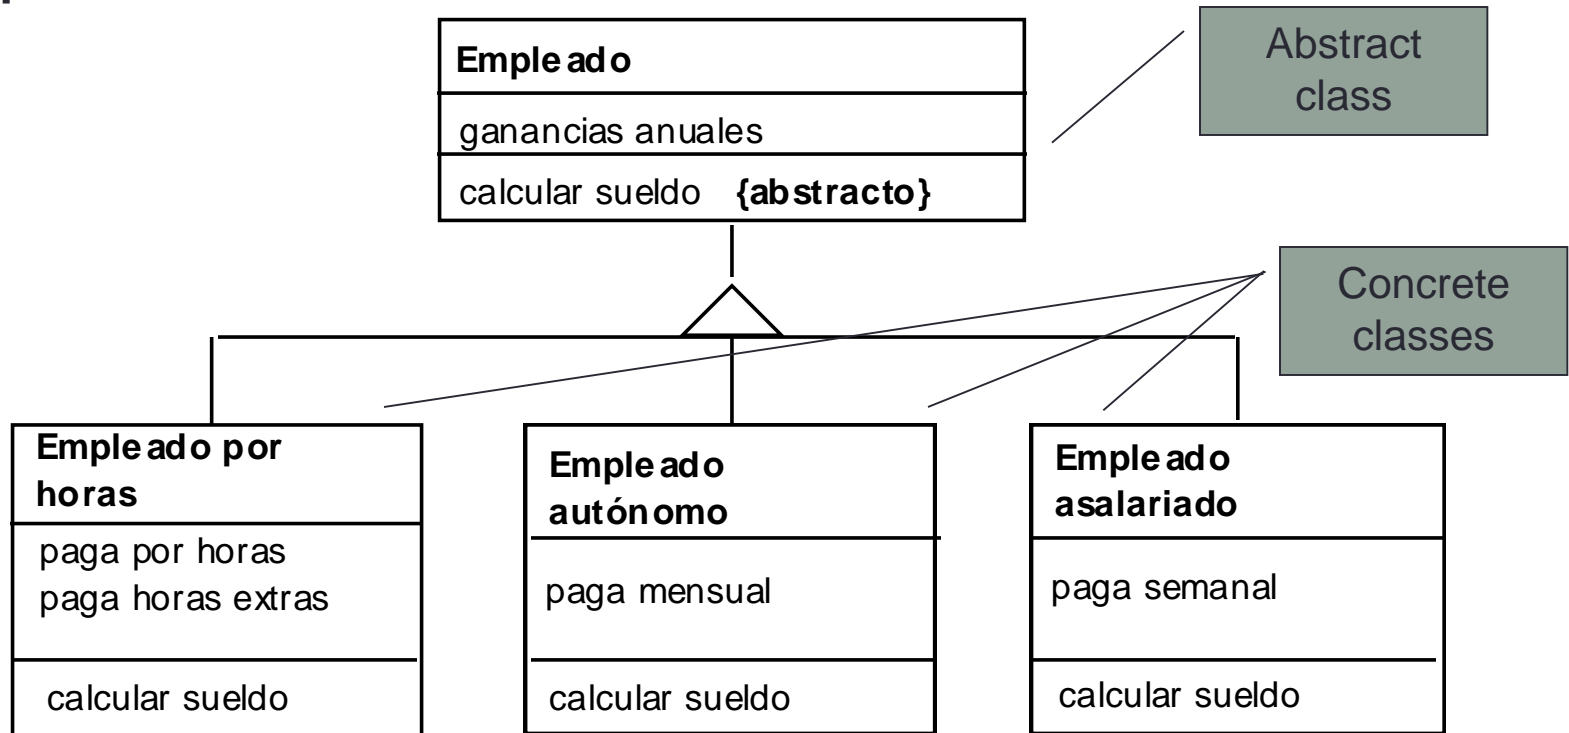 Empleado
ganancias anuales
calcular sueldo {abstracto}
Abstract
class
Concrete
classes
Empleado por
horas
paga por horas
paga horas extras
calcular sueldo
Empleado
autónomo
paga mensual
calcular sueldo
Empleado
asalariado
paga semanal
calcular sueldo